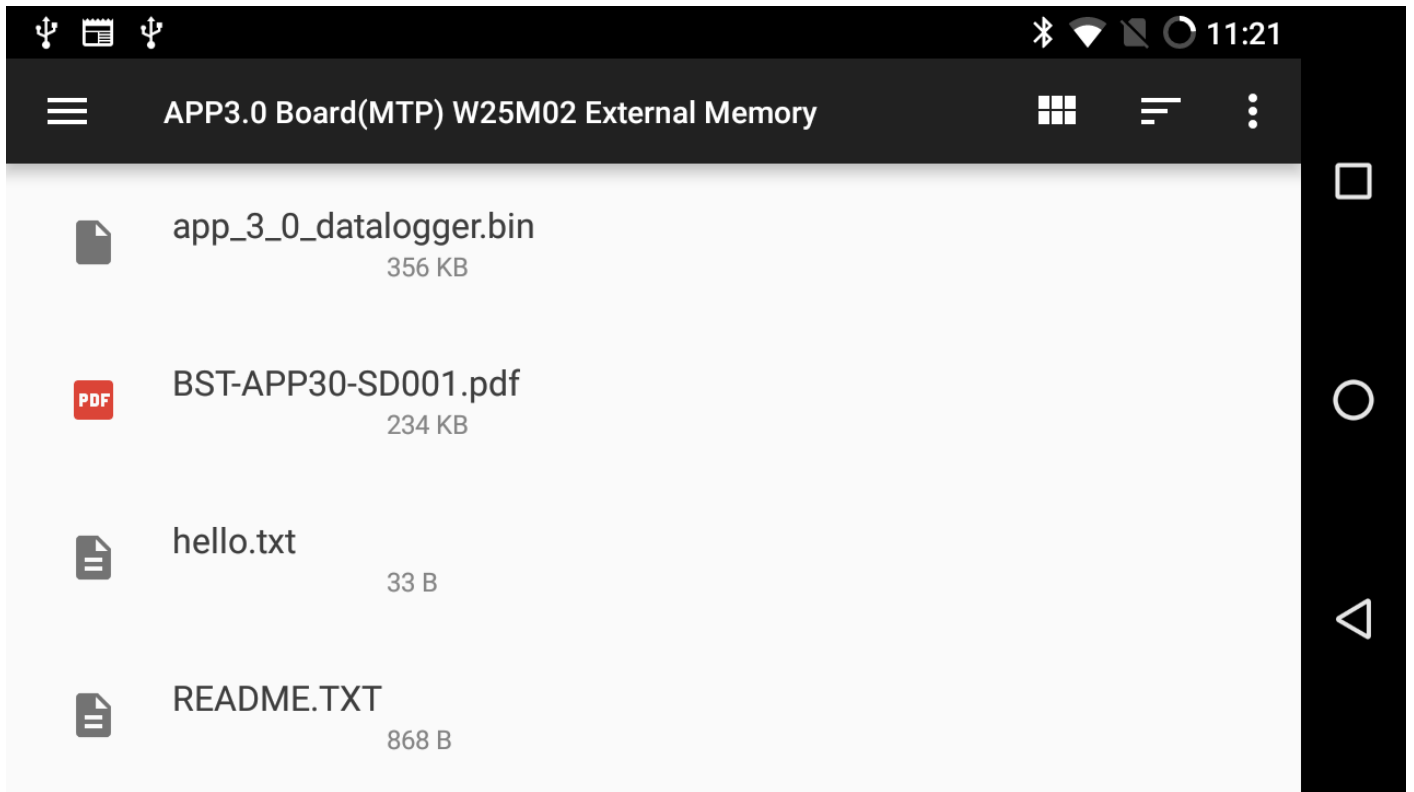 11:21
APP3.0 Board(MTP) W25M02 External Memory
app_3_0_datalogger.bin
356 KB
PDF
BST-APP30-SD001.pdf
234 KB
hello.txt
33 B
README.TXT
868 B